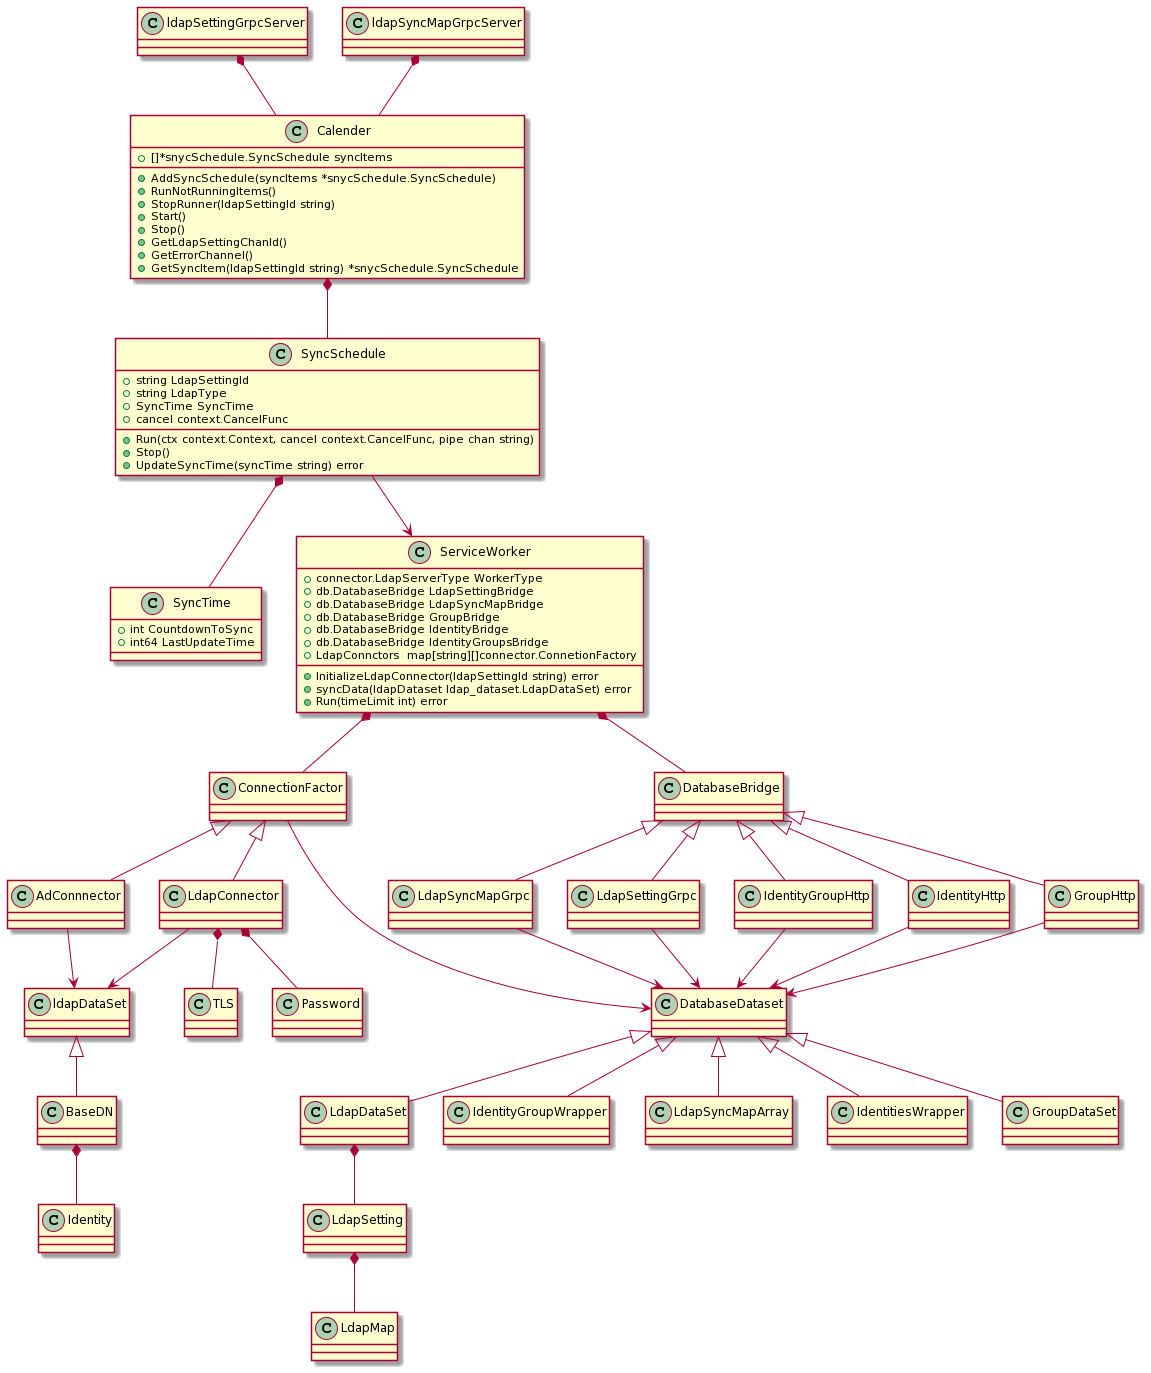 C ldapSettingGrpcServer
C ldapSyncMapGrpcServer
C Calender
[]*snycSchedule.SyncSchedule syncItems
AddSyncSchedule(syncItems *snycSchedule.SyncSchedule)
RunNotRunningItems()
StopRunner(ldapSettingId string)
Start()
Stop()
GetLdapSettingChanId()
GetErrorChannel()
GetSyncItem(ldapSettingId string) *snycSchedule.SyncSchedule
C SyncSchedule
string LdapSettingId
string LdapType
SyncTime SyncTime
cancel context.CancelFunc
Run(ctx context.Context, cancel context.CancelFunc, pipe chan string)
Stop()
UpdateSyncTime(syncTime string) error
C ServiceWorker
connector.LdapServerType WorkerType
db.DatabaseBridge LdapSettingBridge
db.DatabaseBridge LdapSyncMapBridge
db.DatabaseBridge GroupBridge
db.DatabaseBridge IdentityBridge
db.DatabaseBridge IdentityGroupsBridge
LdapConnctors  map[string][]connector.ConnetionFactory
InitializeLdapConnector(ldapSettingId string) error
syncData(ldapDataset ldap_dataset.LdapDataSet) error
Run(timeLimit int) error
C SyncTime
int CountdownToSync
int64 LastUpdateTime
C ConnectionFactor
C DatabaseBridge
C AdConnnector
C LdapConnector
C LdapSyncMapGrpc
C LdapSettingGrpc
C IdentityGroupHttp
C IdentityHttp
C GroupHttp
C ldapDataSet
C TLS
C Password
C DatabaseDataset
C BaseDN
C LdapDataSet
C IdentityGroupWrapper
C LdapSyncMapArray
C IdentitiesWrapper
C GroupDataSet
C Identity
C LdapSetting
C LdapMap